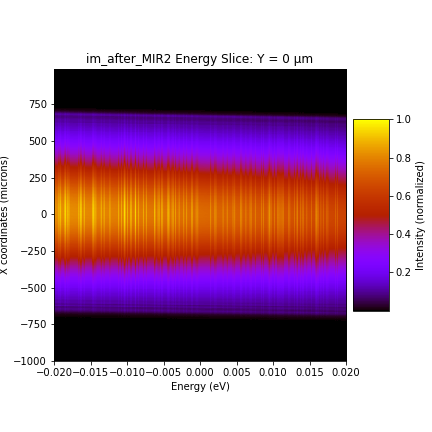 im_after_MIR2 Energy Slice: Y = 0 μm
750
500
250
0
−250
−500
−750
−1000
X coordinates (microns)
−0.020 −0.015 −0.010 −0.005 0.000 0.005 0.010 0.015 0.020
Energy (eV)
1.0
0.8
0.6
0.4
0.2
Intensity (normalized)